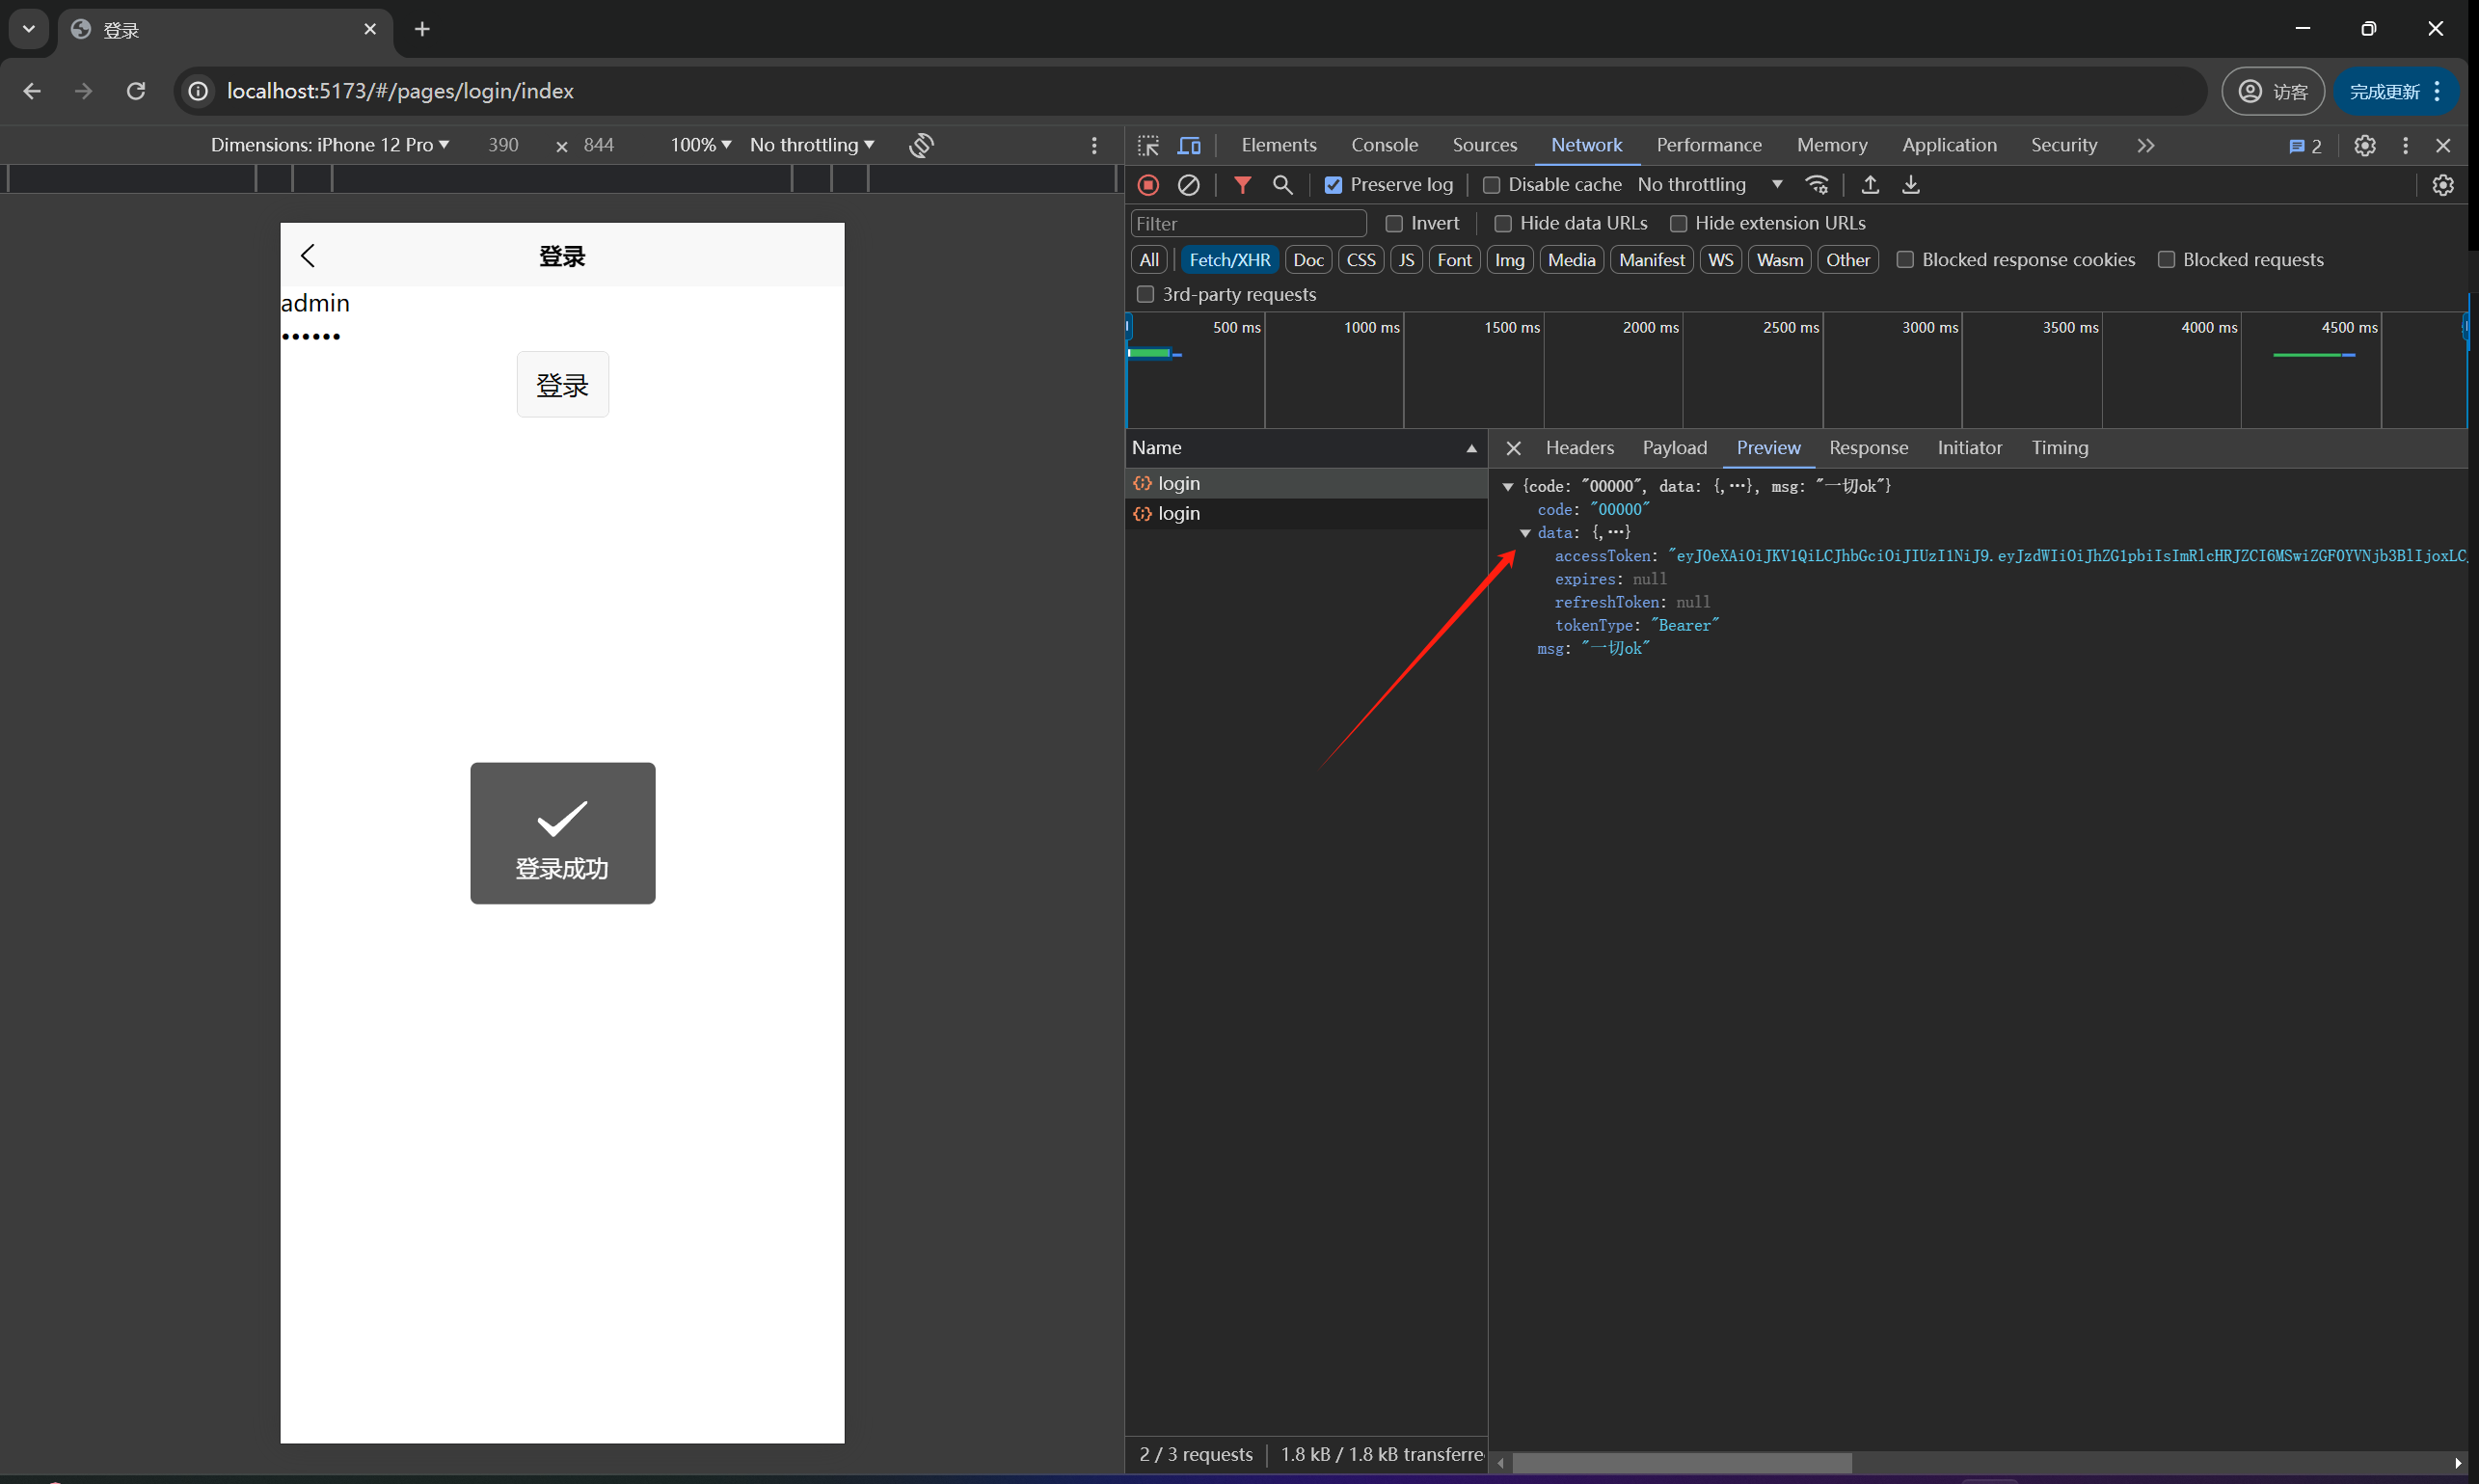 登录
localhost:5173/#/pages/login/index
访客
完成更新
Dimensions: iPhone 12 Pro 390 × 844 100% No throttling
Elements Console Sources Network Performance Memory Application Security 2
Preserve log Disable cache No throttling
Filter Invert Hide data URLs Hide extension URLs
All Fetch/XHR Doc CSS JS Font Img Media Manifest WS Wasm Other Blocked response cookies Blocked requests
3rd-party requests
500 ms 1000 ms 1500 ms 2000 ms 2500 ms 3000 ms 3500 ms 4000 ms 4500 ms
登录
admin
••••••
登录
登录成功
Name
login
login
Headers Payload Preview Response Initiator Timing
{code: "00000", data: {,…}, msg: "一切ok"}
code: "00000"
data: {,…}
accessToken: "eyJ0eXAiOiJKV1QiLCJhbGciOiJIUzI1NiJ9.eyJzdWIiOiJhZG1pbiIsImRlcHRJZCI6MSwiZGF0YVNjb3BlIjoxLC
expires: null
refreshToken: null
tokenType: "Bearer"
msg: "一切ok"
2 / 3 requests 1.8 kB / 1.8 kB transferre